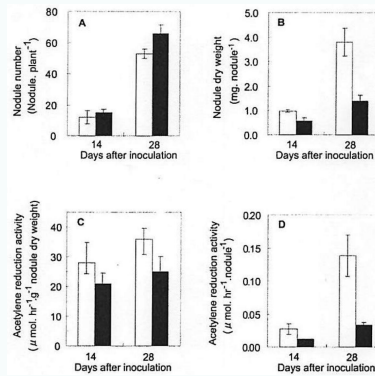 A
Nodule number
(Nodule. plant⁻¹)
80
60
40
20
0
14
28
Days after inoculation
B
Nodule dry weight
(mg. nodule⁻¹)
5.0
4.0
3.0
2.0
1.0
0.0
14
28
Days after inoculation
C
Acetylene reduction activity
(μ mol. hr⁻¹.g⁻¹ nodule dry weight)
40
30
20
10
0
14
28
Days after inoculation
D
Acetylene reduction activity
(μ mol. hr⁻¹.nodule⁻¹)
0.20
0.15
0.10
0.05
0.00
14
28
Days after inoculation